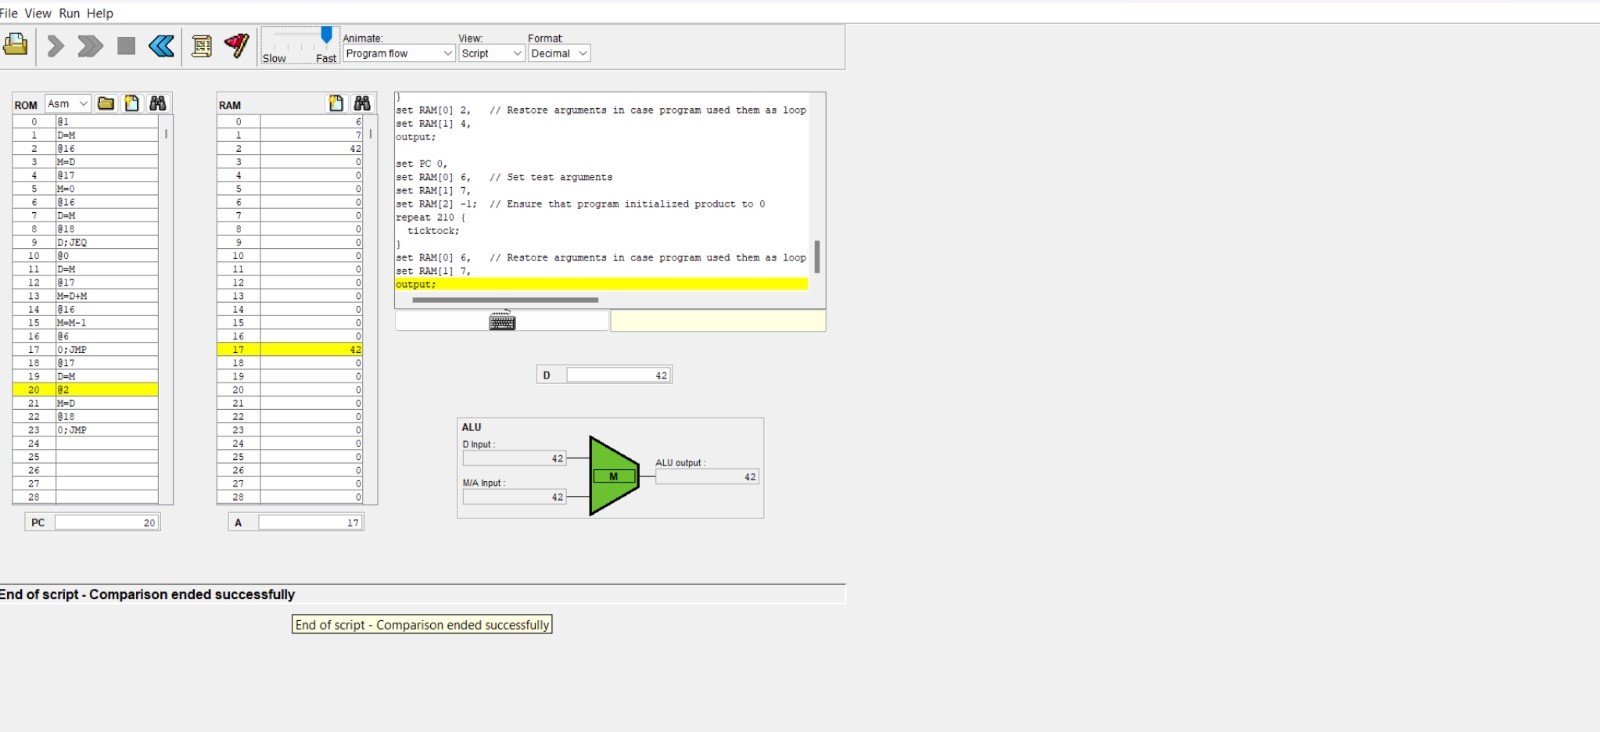 File View Run Help
Slow Fast
Animate:
Program flow
View:
Script
Format:
Decimal
ROM Asm
0 @1
1 D=M
2 @16
3 M=D
4 @17
5 M=0
6 @16
7 D=M
8 @18
9 D;JEQ
10 @0
11 D=M
12 @17
13 M=D+M
14 @16
15 M=M-1
16 @6
17 0;JMP
18 @17
19 D=M
20 @2
21 M=D
22 @18
23 0;JMP
24
25
26
27
28
PC 20
RAM
0 6
1 7
2 42
3 0
4 0
5 0
6 0
7 0
8 0
9 0
10 0
11 0
12 0
13 0
14 0
15 0
16 0
17 42
18 0
19 0
20 0
21 0
22 0
23 0
24 0
25 0
26 0
27 0
28 0
A 17
}
set RAM[0] 2, // Restore arguments in case program used them as loop
set RAM[1] 4,
output;
set PC 0,
set RAM[0] 6, // Set test arguments
set RAM[1] 7,
set RAM[2] -1; // Ensure that program initialized product to 0
repeat 210 {
ticktock;
}
set RAM[0] 6, // Restore arguments in case program used them as loop
set RAM[1] 7,
output;
D 42
ALU
D Input :
42
M/A Input :
42
M
ALU output :
42
End of script - Comparison ended successfully
End of script - Comparison ended successfully